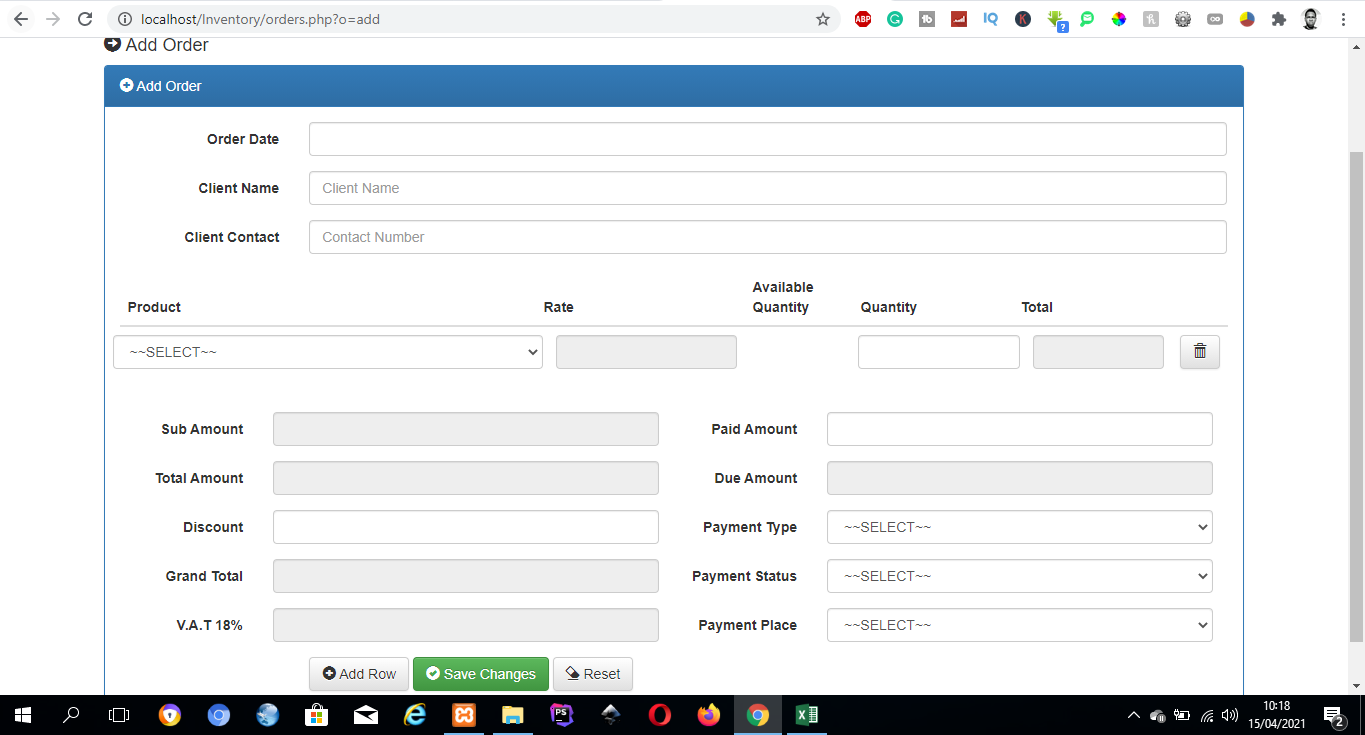 localhost/Inventory/orders.php?o=add
ABP
IQ
K
?
Add Order
Add Order
Order Date
Client Name Client Name
Client Contact Contact Number
Product Rate Available Quantity Quantity Total
~~SELECT~~
Sub Amount Paid Amount
Total Amount Due Amount
Discount Payment Type ~~SELECT~~
Grand Total Payment Status ~~SELECT~~
V.A.T 18% Payment Place ~~SELECT~~
Add Row Save Changes Reset
PS
10:18
15/04/2021
2